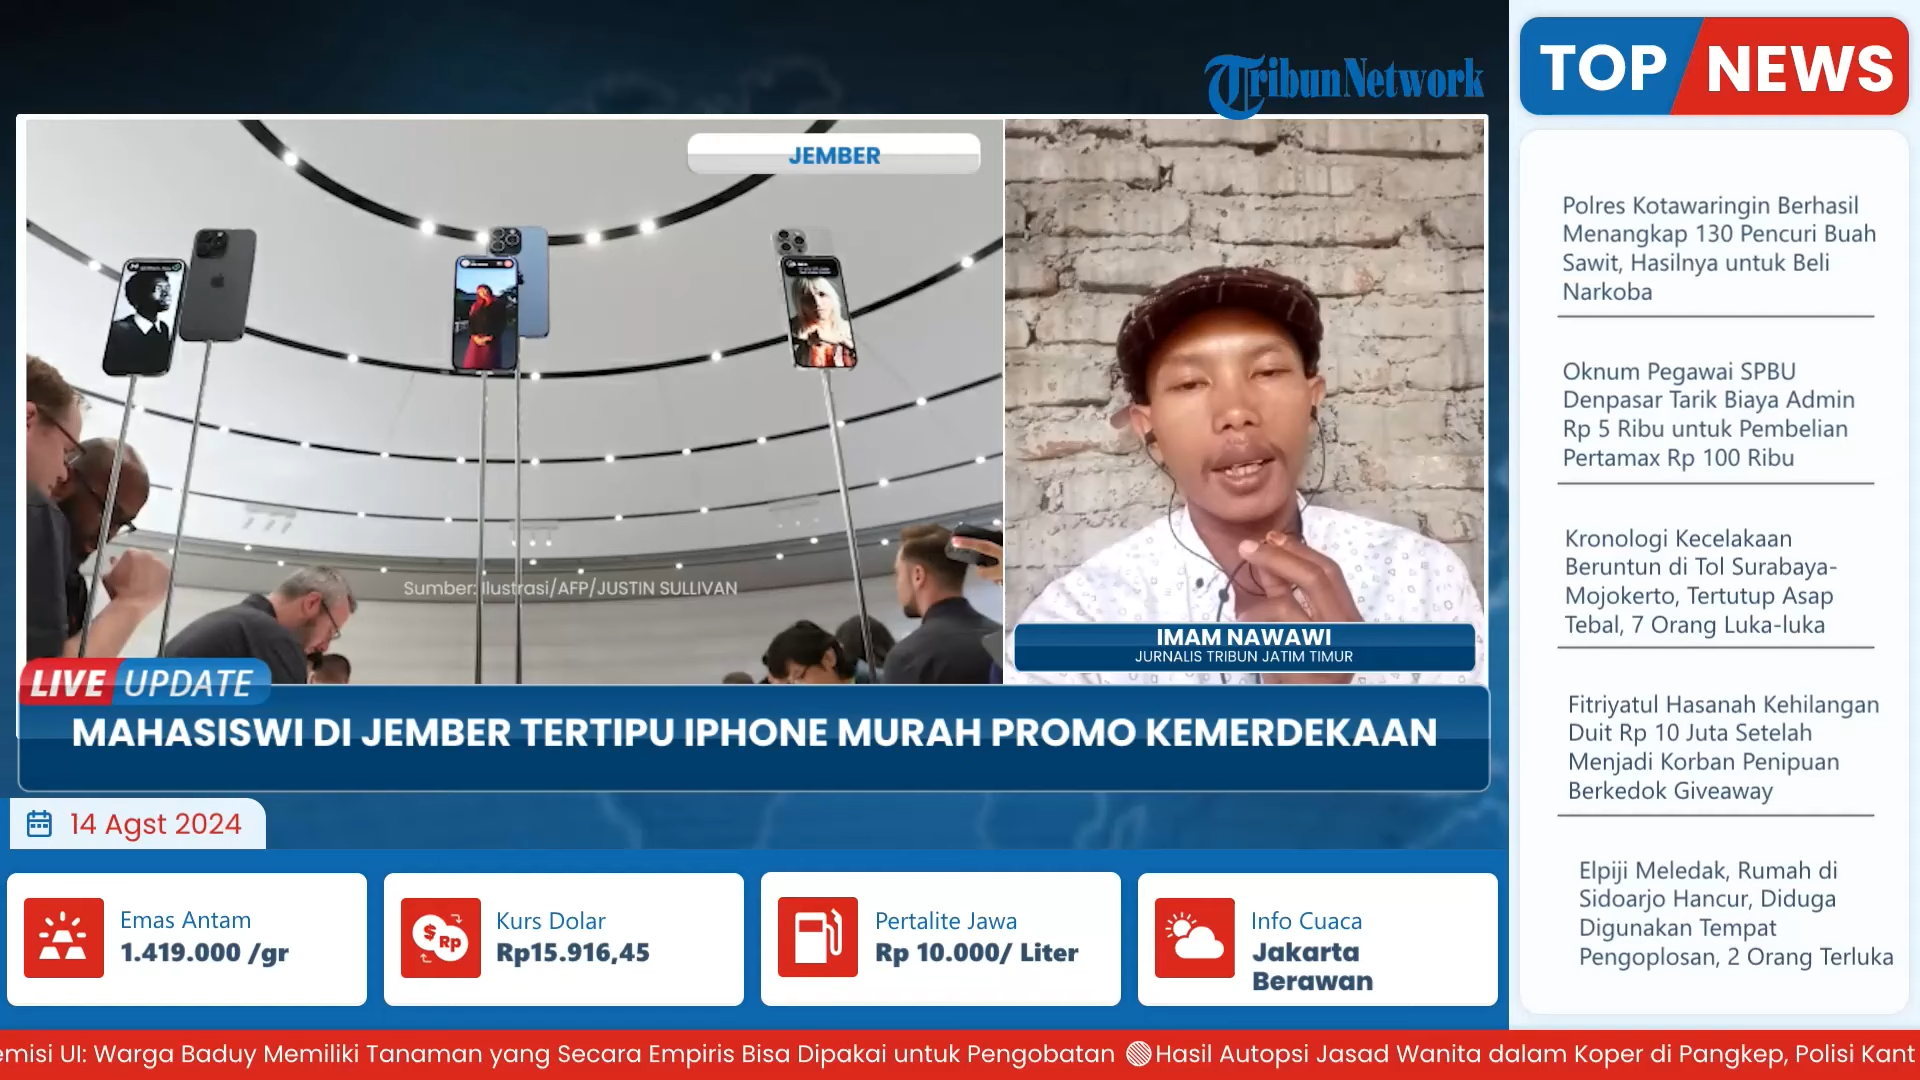 TribunNetwork
JEMBER
Sumber: Ilustrasi/AFP/JUSTIN SULLIVAN
IMAM NAWAWI
JURNALIS TRIBUN JATIM TIMUR
LIVE UPDATE
MAHASISWI DI JEMBER TERTIPU IPHONE MURAH PROMO KEMERDEKAAN
14 Agst 2024
Emas Antam
1.419.000 /gr
Kurs Dolar
Rp15.916,45
Pertalite Jawa
Rp 10.000/ Liter
Info Cuaca
Jakarta
Berawan
TOP NEWS
Polres Kotawaringin Berhasil
Menangkap 130 Pencuri Buah
Sawit, Hasilnya untuk Beli
Narkoba
Oknum Pegawai SPBU
Denpasar Tarik Biaya Admin
Rp 5 Ribu untuk Pembelian
Pertamax Rp 100 Ribu
Kronologi Kecelakaan
Beruntun di Tol Surabaya-
Mojokerto, Tertutup Asap
Tebal, 7 Orang Luka-luka
Fitriyatul Hasanah Kehilangan
Duit Rp 10 Juta Setelah
Menjadi Korban Penipuan
Berkedok Giveaway
Elpiji Meledak, Rumah di
Sidoarjo Hancur, Diduga
Digunakan Tempat
Pengoplosan, 2 Orang Terluka
emisi UI: Warga Baduy Memiliki Tanaman yang Secara Empiris Bisa Dipakai untuk Pengobatan Hasil Autopsi Jasad Wanita dalam Koper di Pangkep, Polisi Kant